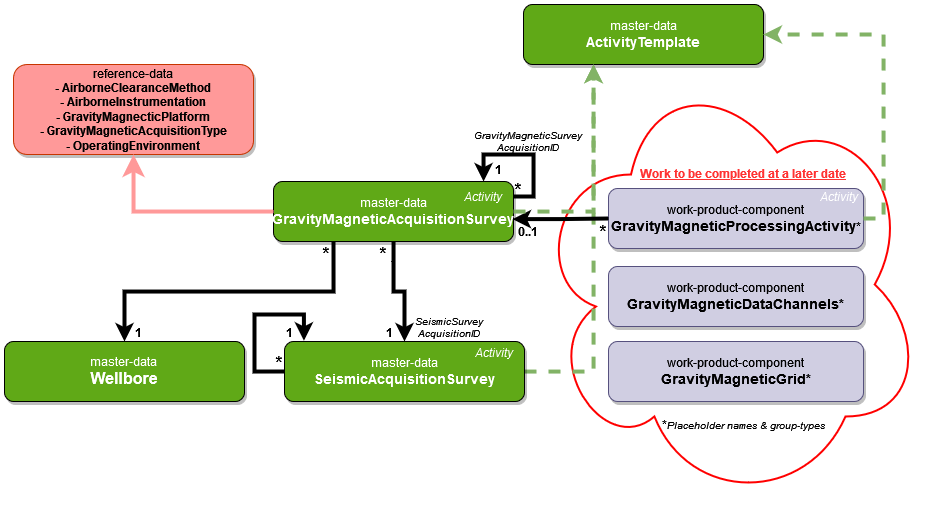 master-data
ActivityTemplate
reference-data
- AirborneClearanceMethod
- AirborneInstrumentation
- GravityMagnecticPlatform
- GravityMagneticAcquisitionType
- OperatingEnvironment
GravityMagneticSurvey
AcquisitionID
1
*
Work to be completed at a later date
Activity
master-data
GravityMagneticAcquisitionSurvey
Activity
work-product-component
GravityMagneticProcessingActivity*
0..1
*
*
*
work-product-component
GravityMagneticDataChannels*
SeismicSurvey
AcquisitionID
1
1
1
*
master-data
Wellbore
Activity
master-data
SeismicAcquisitionSurvey
work-product-component
GravityMagneticGrid*
*Placeholder names & group-types